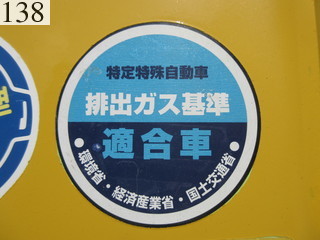 138
特定特殊自動車
排出ガス基準
適合車
・環境省・経済産業省・国土交通省・